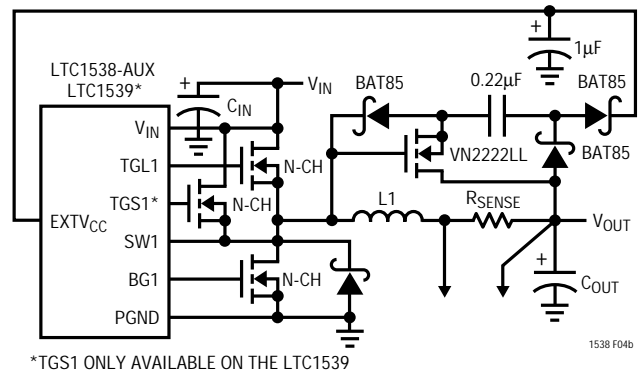 +
1µF
LTC1538-AUX
LTC1539*
+
C_IN
V_IN
BAT85
0.22µF
BAT85
V_IN
TGL1
N-CH
VN2222LL
BAT85
TGS1*
N-CH
L1
R_SENSE
EXTV_CC
SW1
V_OUT
BG1
N-CH
+
C_OUT
PGND
1538 F04b
*TGS1 ONLY AVAILABLE ON THE LTC1539